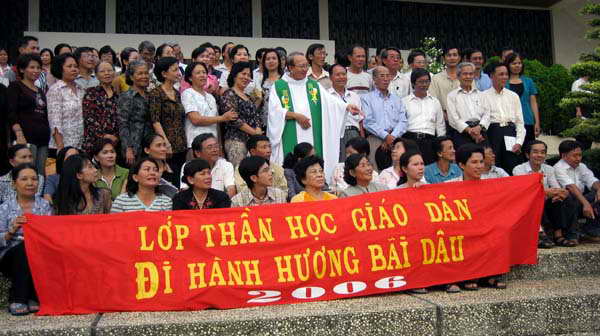 LỚP THẦN HỌC GIÁO DÂN
ĐI HÀNH HƯƠNG BÃI DÂU
2006